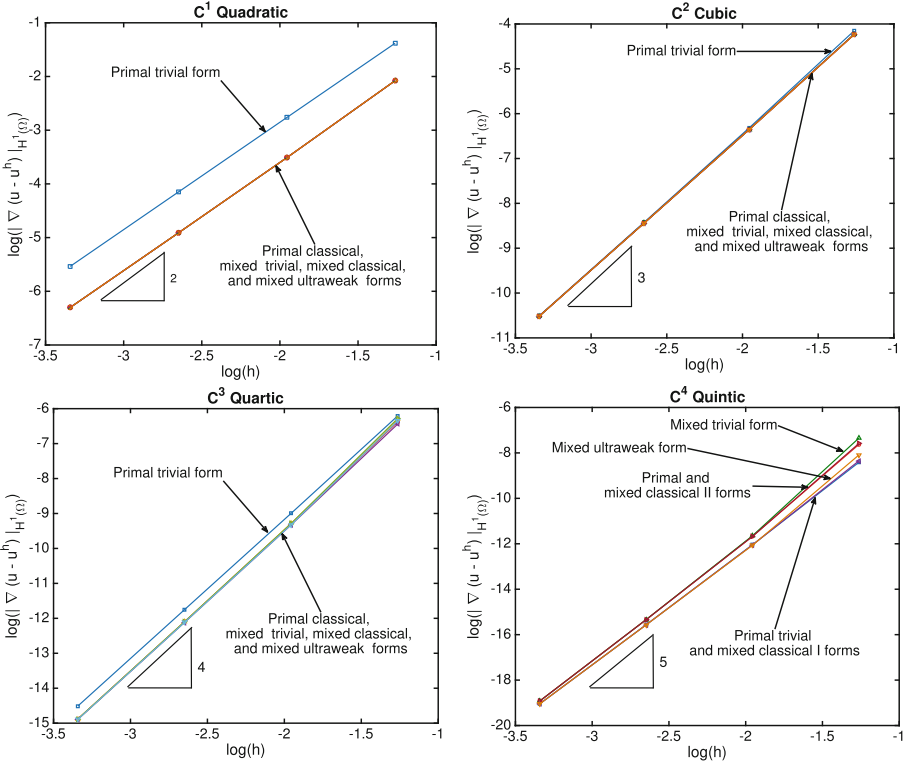 C¹ Quadratic
-1
-2
-3
-4
-5
-6
-7
log(| ∇ (u - uʰ) |H¹(Ω))
Primal trivial form
Primal classical,
mixed trivial, mixed classical,
and mixed ultraweak forms
2
-3.5 -3 -2.5 -2 -1.5 -1
log(h)
C² Cubic
-4
-5
-6
-7
-8
-9
-10
-11
log(| ∇ (u - uʰ) |H¹(Ω))
Primal trivial form
Primal classical,
mixed trivial, mixed classical,
and mixed ultraweak forms
3
-3.5 -3 -2.5 -2 -1.5 -1
log(h)
C³ Quartic
-6
-7
-8
-9
-10
-11
-12
-13
-14
-15
log(| ∇ (u - uʰ) |H¹(Ω))
Primal trivial form
Primal classical,
mixed trivial, mixed classical,
and mixed ultraweak forms
4
-3.5 -3 -2.5 -2 -1.5 -1
log(h)
C⁴ Quintic
-6
-8
-10
-12
-14
-16
-18
-20
log(| ∇ (u - uʰ) |H¹(Ω))
Mixed trivial form
Mixed ultraweak form
Primal and
mixed classical II forms
Primal trivial
and mixed classical I forms
5
-3.5 -3 -2.5 -2 -1.5 -1
log(h)